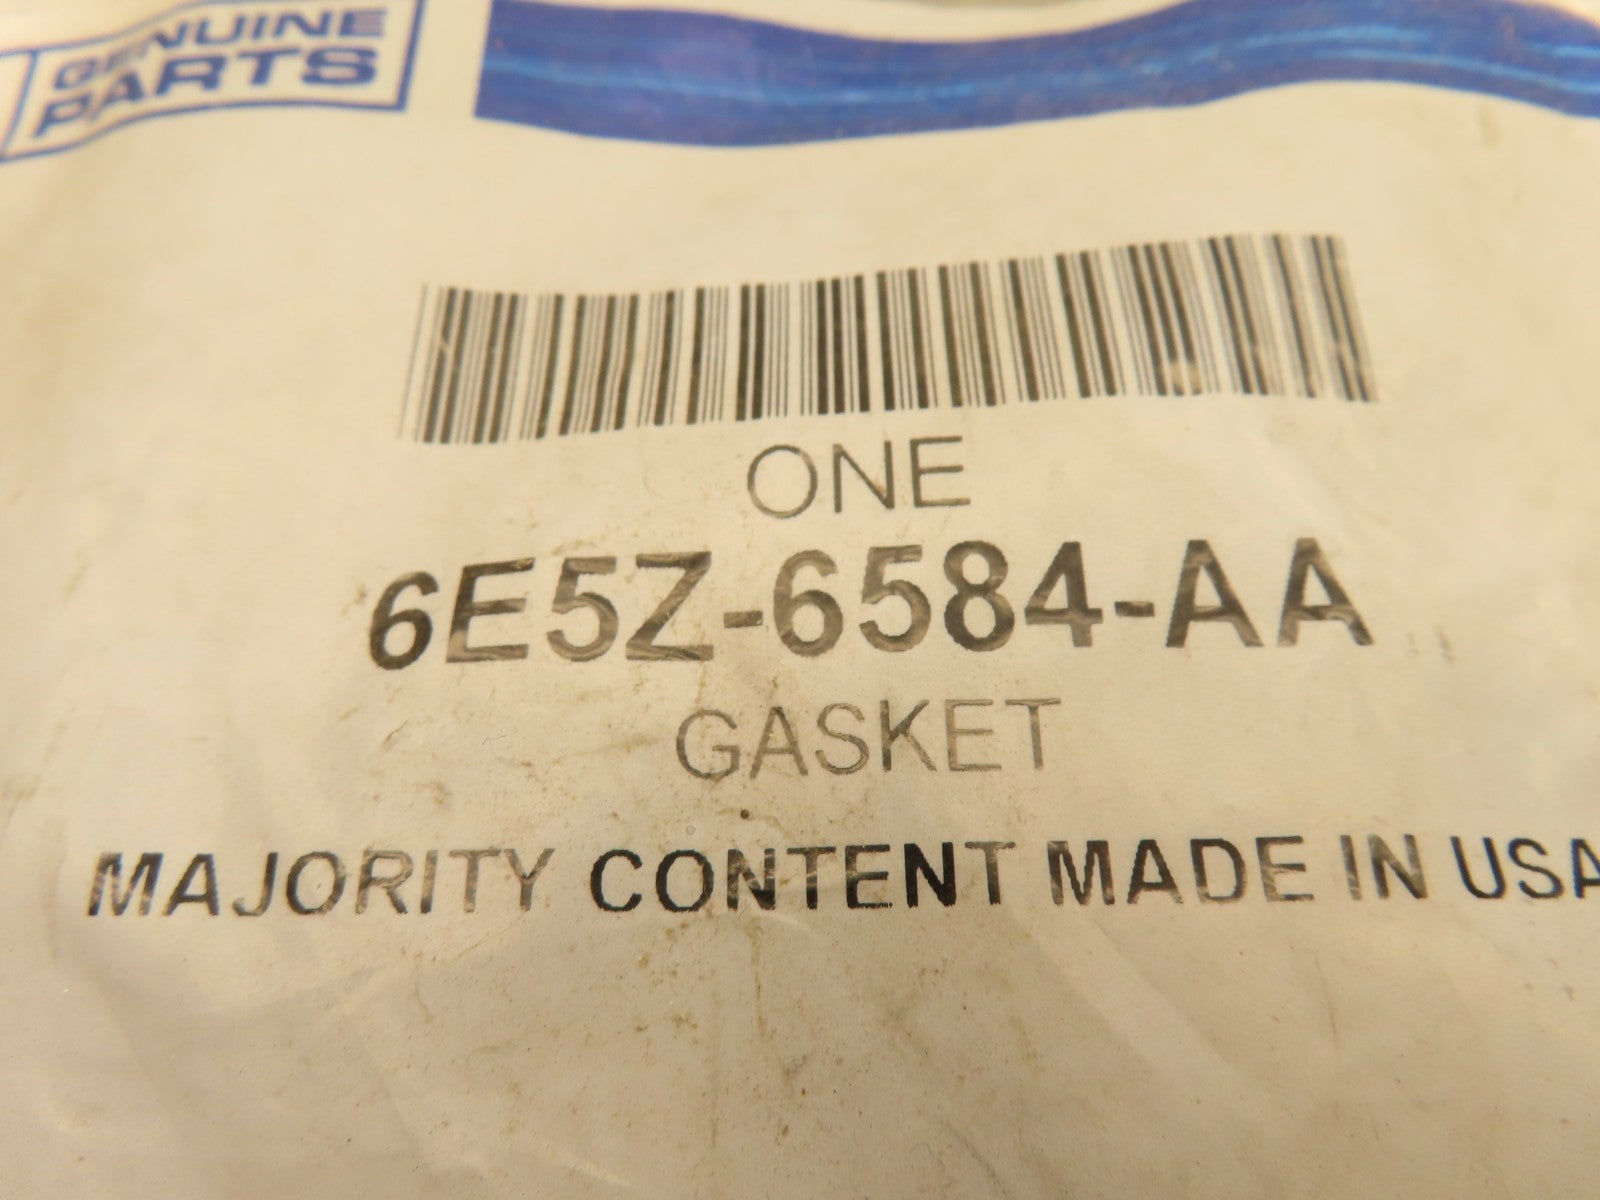 GENUINE
PARTS
ONE
6E5Z-6584-AA
GASKET
MAJORITY CONTENT MADE IN USA